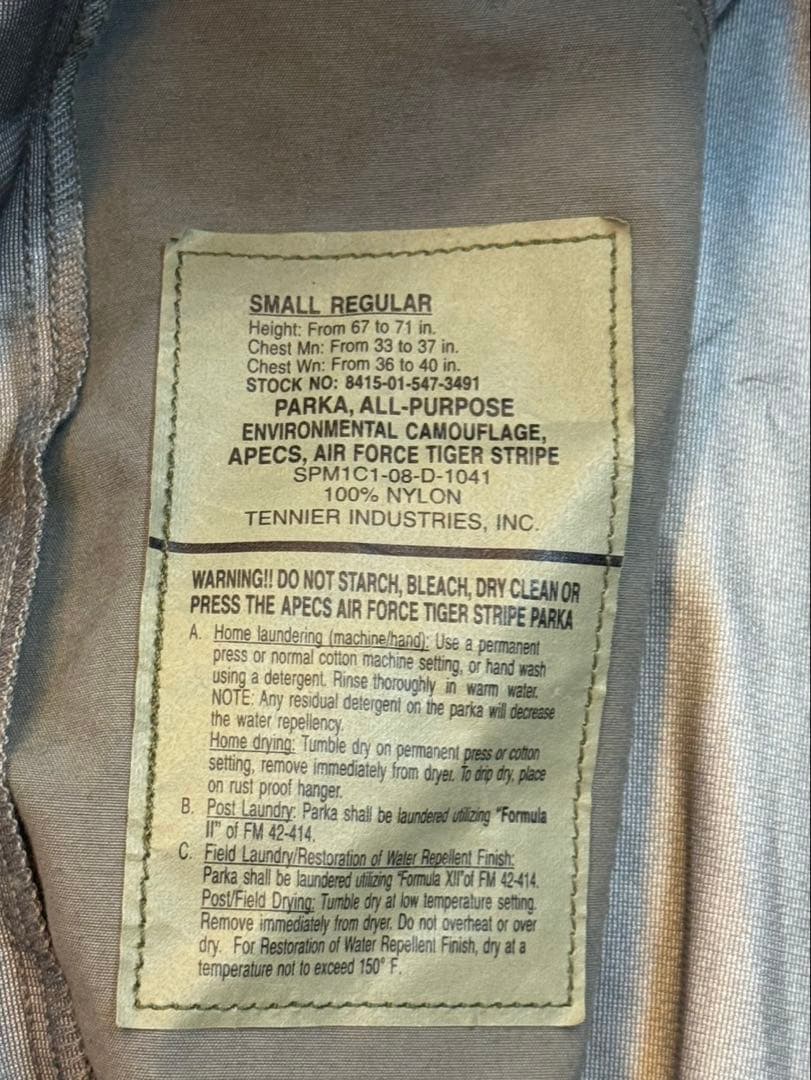 SMALL REGULAR
Height: From 67 to 71 in.
Chest Mn: From 33 to 37 in.
Chest Wn: From 36 to 40 in.
STOCK NO: 8415-01-547-3491
PARKA, ALL-PURPOSE
ENVIRONMENTAL CAMOUFLAGE,
APECS, AIR FORCE TIGER STRIPE
SPM1C1-08-D-1041
100% NYLON
TENNIER INDUSTRIES, INC.
WARNING!! DO NOT STARCH, BLEACH, DRY CLEAN OR
PRESS THE APECS AIR FORCE TIGER STRIPE PARKA
A. Home laundering (machine/hand): Use a permanent
press or normal cotton machine setting, or hand wash
using a detergent. Rinse thoroughly in warm water.
NOTE: Any residual detergent on the parka will decrease
the water repellency.
Home drying: Tumble dry on permanent press or cotton
setting, remove immediately from dryer. To drip dry, place
on rust proof hanger.
B. Post Laundry: Parka shall be laundered utilizing "Formula
II" of FM 42-414.
C. Field Laundry/Restoration of Water Repellent Finish:
Parka shall be laundered utilizing "Formula XII" of FM 42-414.
Post/Field Drying: Tumble dry at low temperature setting.
Remove immediately from dryer. Do not overheat or over
dry. For Restoration of Water Repellent Finish, dry at a
temperature not to exceed 150° F.